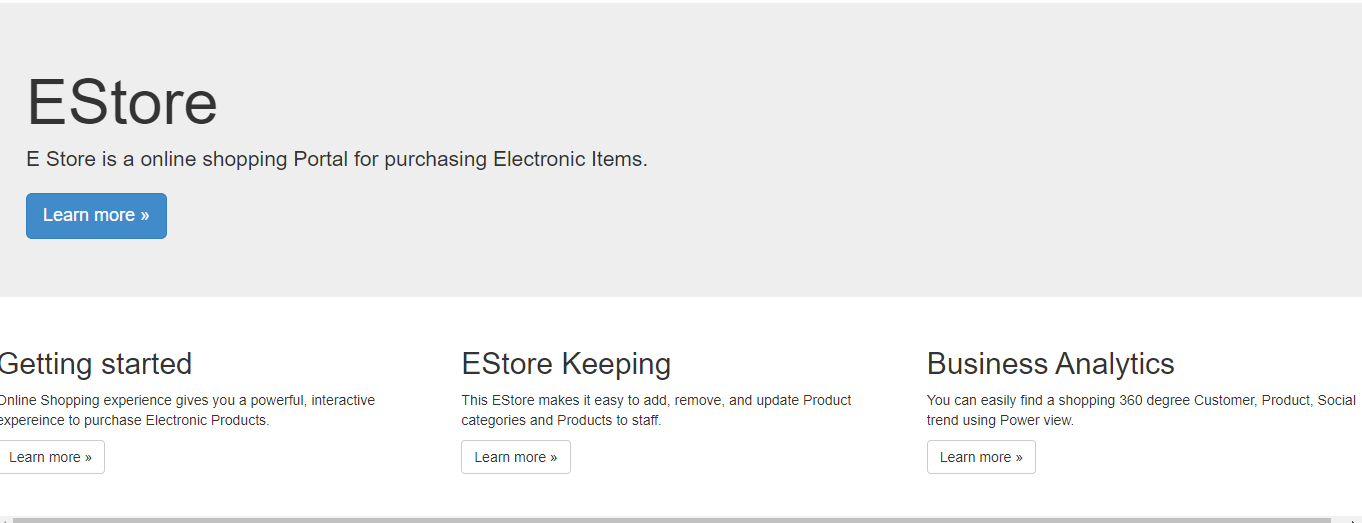 EStore
E Store is a online shopping Portal for purchasing Electronic Items.
Learn more »
Getting started
Online Shopping experience gives you a powerful, interactive
expereince to purchase Electronic Products.
Learn more »
EStore Keeping
This EStore makes it easy to add, remove, and update Product
categories and Products to staff.
Learn more »
Business Analytics
You can easily find a shopping 360 degree Customer, Product, Social
trend using Power view.
Learn more »